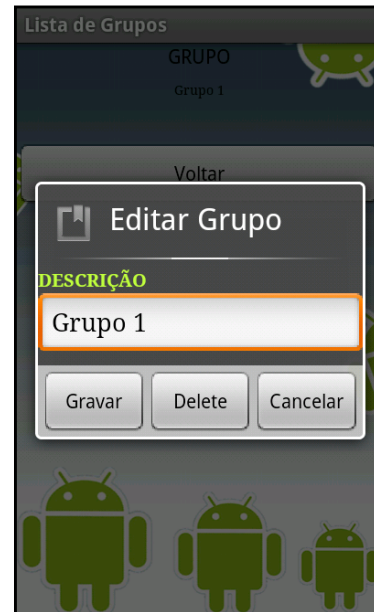 Lista de Grupos
GRUPO
Grupo 1
Voltar
Editar Grupo
DESCRIÇÃO
Grupo 1
Gravar Delete Cancelar